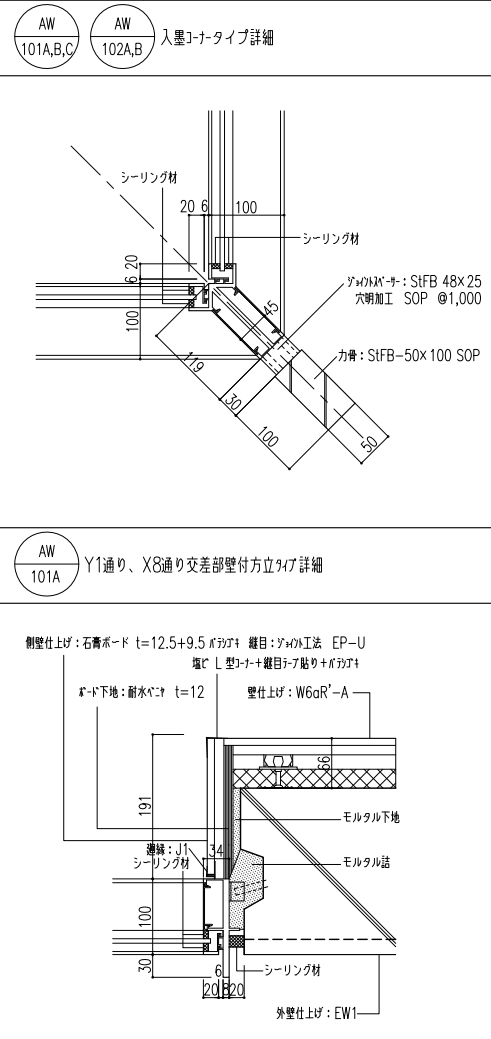 AW
101A,B,C
AW
102A,B
入墨コーナータイプ詳細
シーリング材
20 6 100
シーリング材
20
6
100
ジョイントスペーサー：StFB 48×25
穴明加工 SOP @1,000
45
力骨：StFB-50×100 SOP
119
30
100
50
AW
101A
Y1通り、X8通り交差部壁付方立タイプ詳細
側壁仕上げ：石膏ボード t=12.5+9.5 パテシゴキ 継目：ジョイント工法 EP-U
塩ビ L 型コーナー+継目テープ貼り+パテシゴキ
ボード下地：耐水ベニヤ t=12
壁仕上げ：W6aR'-A
66
191
モルタル下地
廻縁：J1
34
シーリング材
モルタル詰
100
30
シーリング材
6
20 8 20
外壁仕上げ：EW1